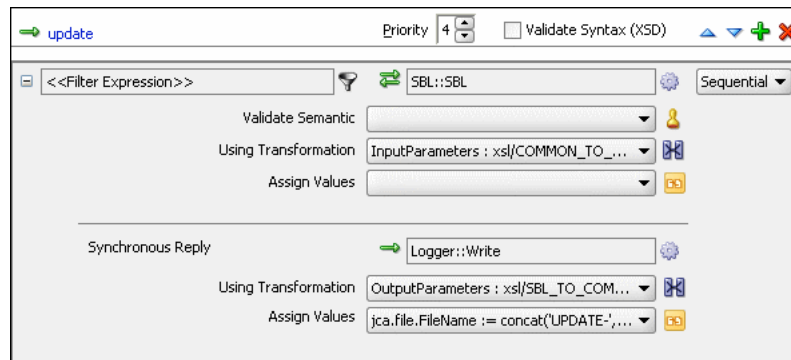 update Priority 4 Validate Syntax (XSD)
<<Filter Expression>> SBL::SBL Sequential
Validate Semantic
Using Transformation InputParameters : xsl/COMMON_TO_...
Assign Values
Synchronous Reply Logger::Write
Using Transformation OutputParameters : xsl/SBL_TO_COM...
Assign Values jca.file.FileName := concat('UPDATE-',...